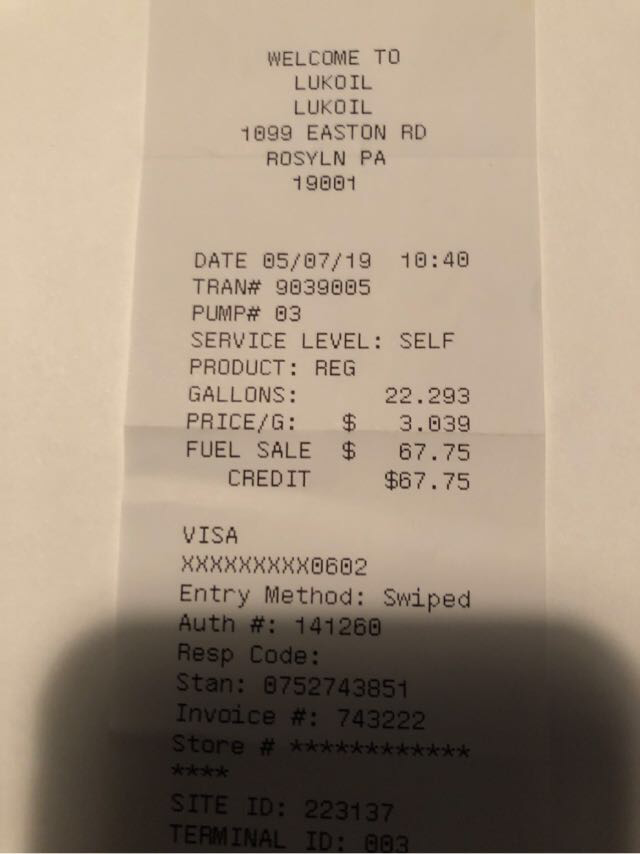 WELCOME TO
LUKOIL
LUKOIL
1099 EASTON RD
ROSYLN PA
19001
DATE 05/07/19 10:40
TRAN# 9039005
PUMP# 03
SERVICE LEVEL: SELF
PRODUCT: REG
GALLONS: 22.293
PRICE/G: $ 3.039
FUEL SALE $ 67.75
CREDIT $67.75
VISA
XXXXXXXXX0602
Entry Method: Swiped
Auth #: 141260
Resp Code:
Stan: 0752743851
Invoice #: 743222
Store # ************
****
SITE ID: 223137
TERMINAL ID: 003